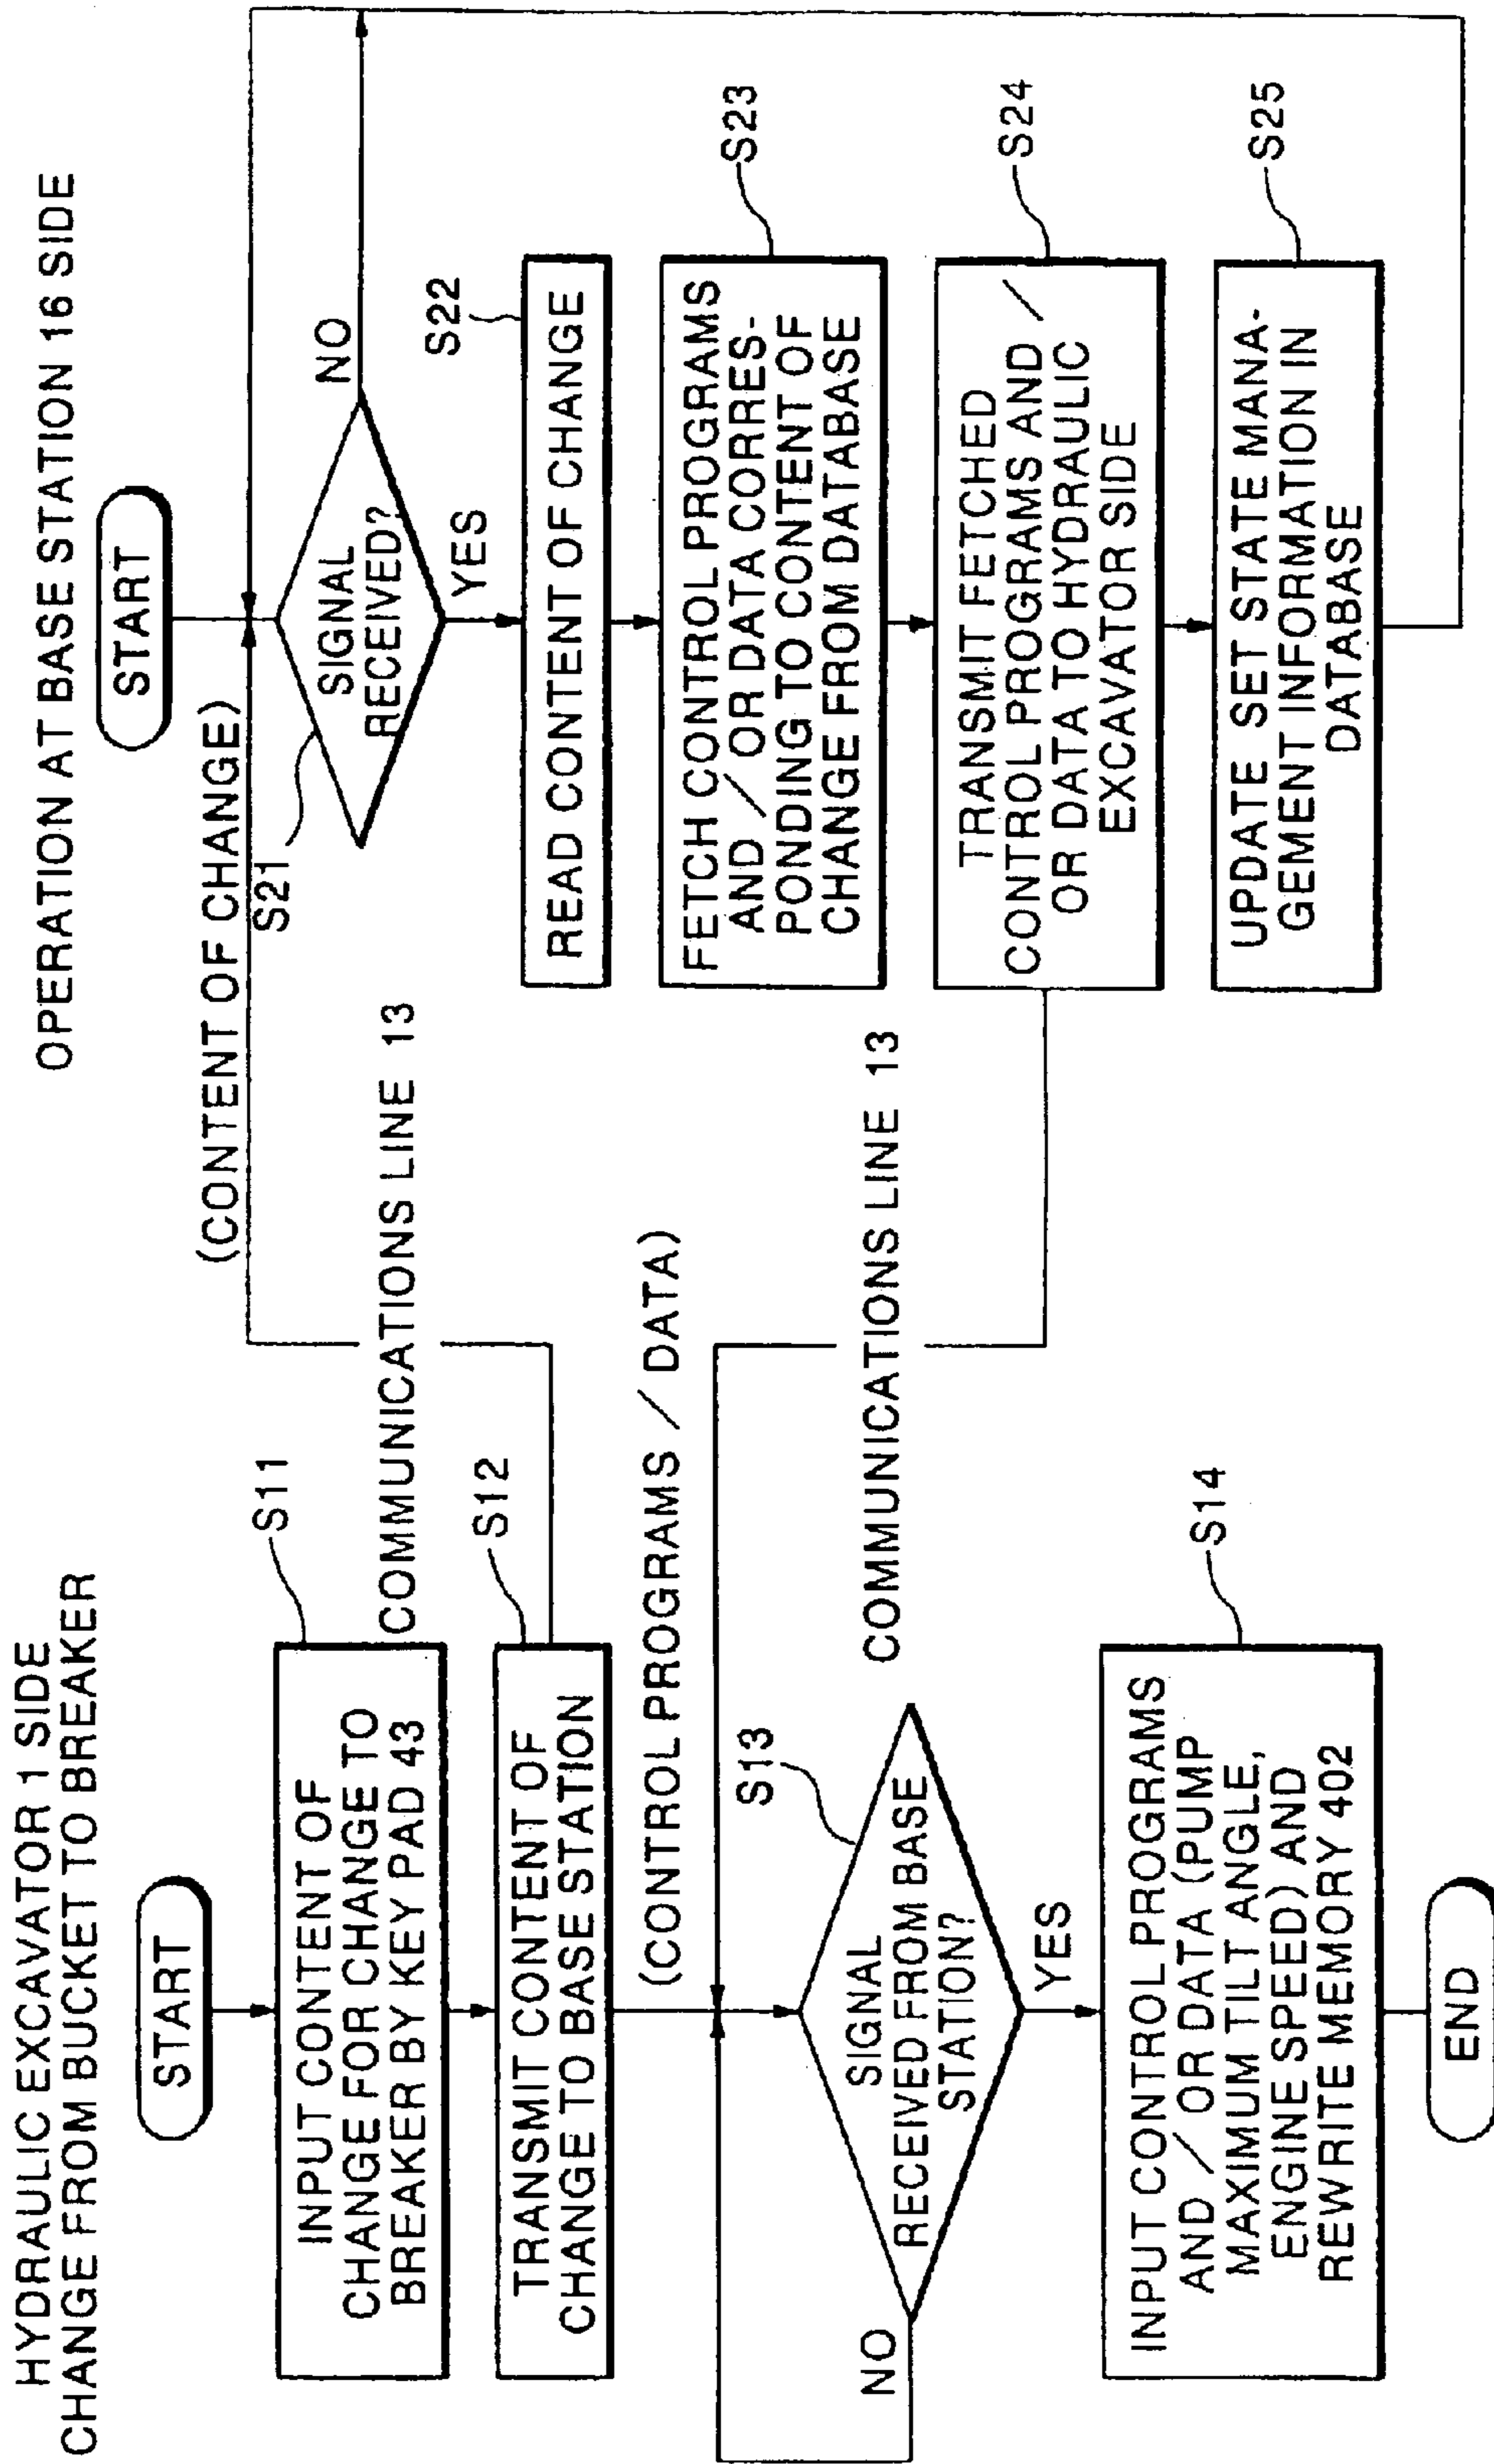 HYDRAULIC EXCAVATOR 1 SIDE
CHANGE FROM BUCKET TO BREAKER
START
INPUT CONTENT OF
CHANGE FOR CHANGE TO
BREAKER BY KEY PAD 43
S11
COMMUNICATIONS LINE 13
TRANSMIT CONTENT OF
CHANGE TO BASE STATION
S12
(CONTROL PROGRAMS / DATA)
SIGNAL
RECEIVED FROM BASE
STATION?
S13
NO
YES
COMMUNICATIONS LINE 13
INPUT CONTROL PROGRAMS
AND / OR DATA (PUMP
MAXIMUM TILT ANGLE,
ENGINE SPEED) AND
REWRITE MEMORY 402
S14
END
OPERATION AT BASE STATION 16 SIDE
START
(CONTENT OF CHANGE)
S21
SIGNAL
RECEIVED?
NO
YES
S22
READ CONTENT OF CHANGE
FETCH CONTROL PROGRAMS
AND / OR DATA CORRES-
PONDING TO CONTENT OF
CHANGE FROM DATABASE
S23
TRANSMIT FETCHED
CONTROL PROGRAMS AND /
OR DATA TO HYDRAULIC
EXCAVATOR SIDE
S24
UPDATE SET STATE MANA-
GEMENT INFORMATION IN
DATABASE
S25